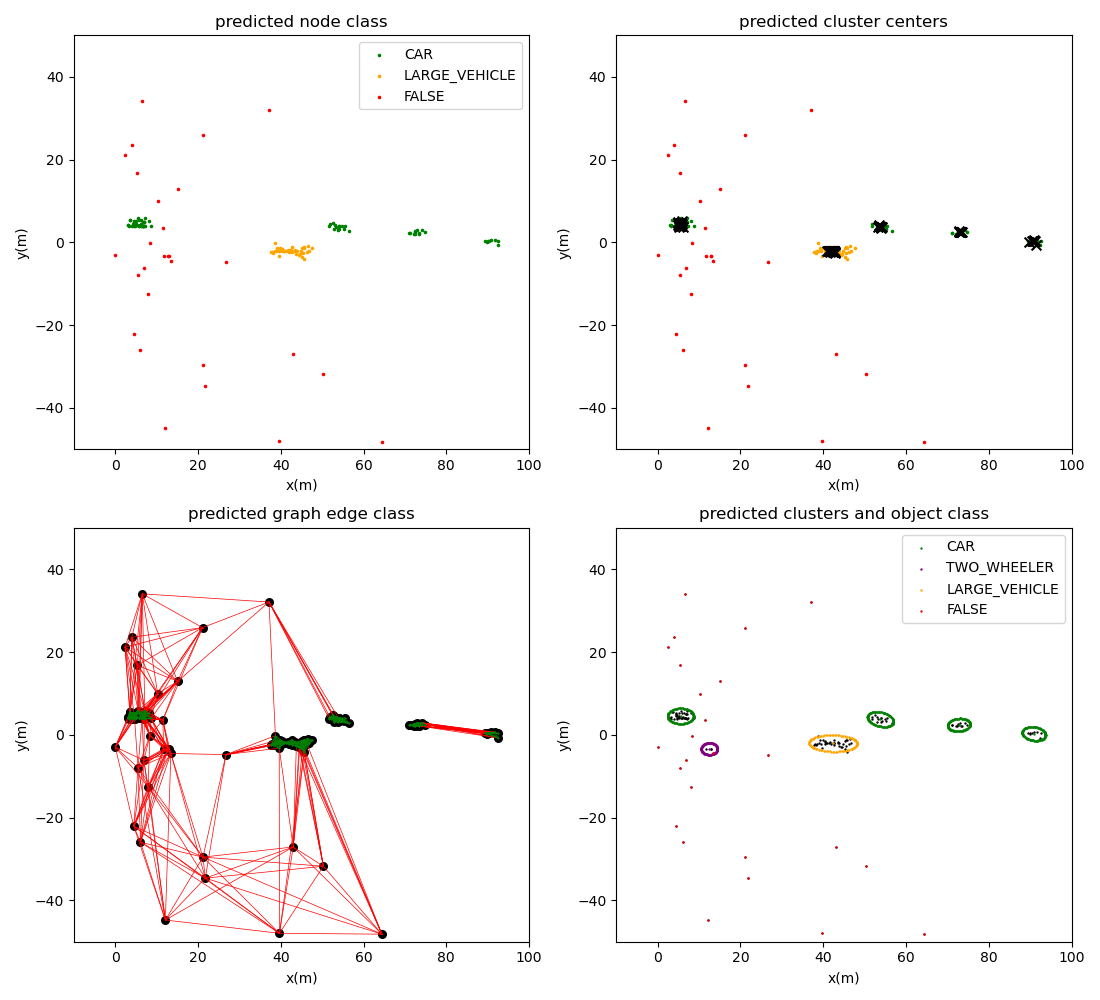 predicted node class
CAR
LARGE_VEHICLE
FALSE
40
20
0
−20
−40
y(m)
0 20 40 60 80 100
x(m)
predicted cluster centers
40
20
0
−20
−40
y(m)
0 20 40 60 80 100
x(m)
predicted graph edge class
40
20
0
−20
−40
y(m)
0 20 40 60 80 100
x(m)
predicted clusters and object class
CAR
TWO_WHEELER
LARGE_VEHICLE
FALSE
40
20
0
−20
−40
y(m)
0 20 40 60 80 100
x(m)